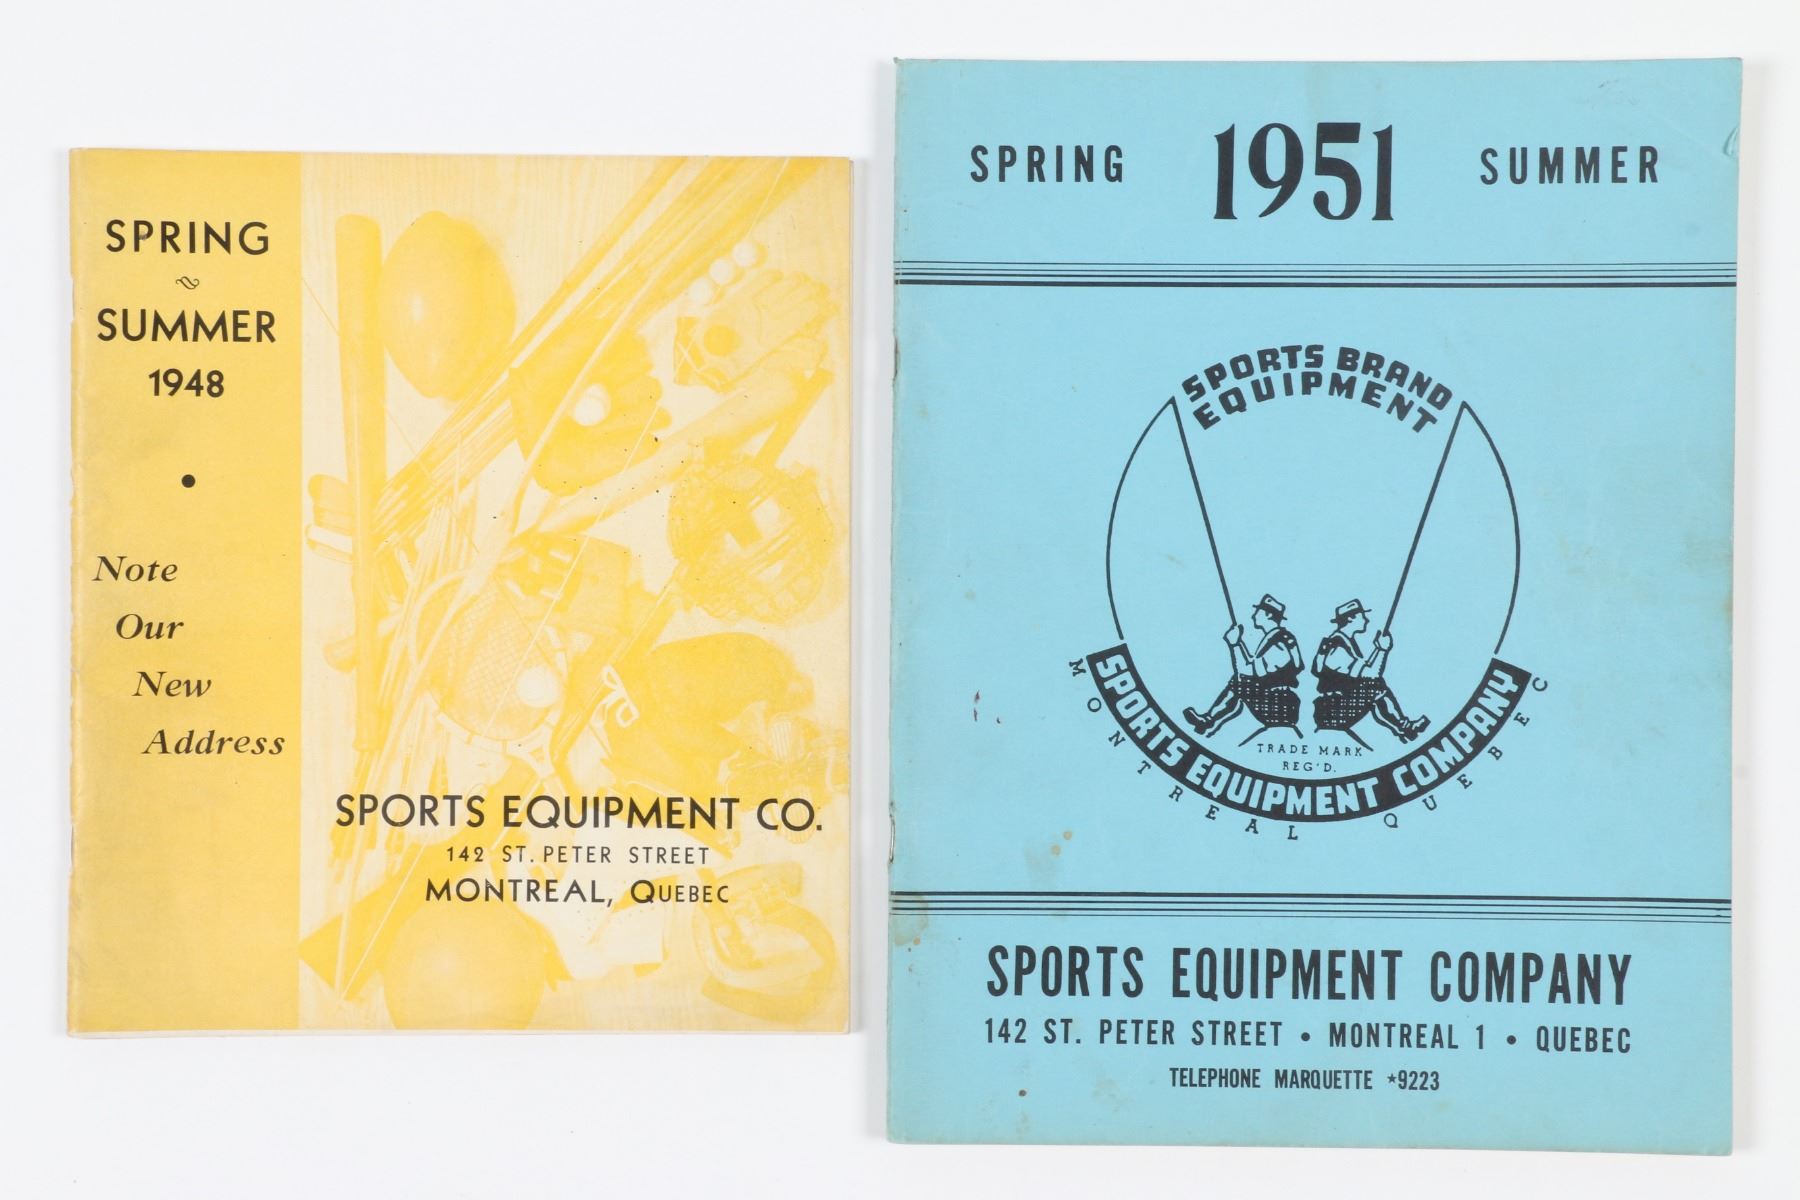 SPRING
&
SUMMER
1948
•
Note
Our
New
Address
SPORTS EQUIPMENT CO.
142 ST. PETER STREET
MONTREAL, QUEBEC
SPRING 1951 SUMMER
SPORTS BRAND
EQUIPMENT
TRADE MARK
REG'D.
SPORTS EQUIPMENT COMPANY
MONTREAL QUEBEC
SPORTS EQUIPMENT COMPANY
142 ST. PETER STREET • MONTREAL 1 • QUEBEC
TELEPHONE MARQUETTE *9223